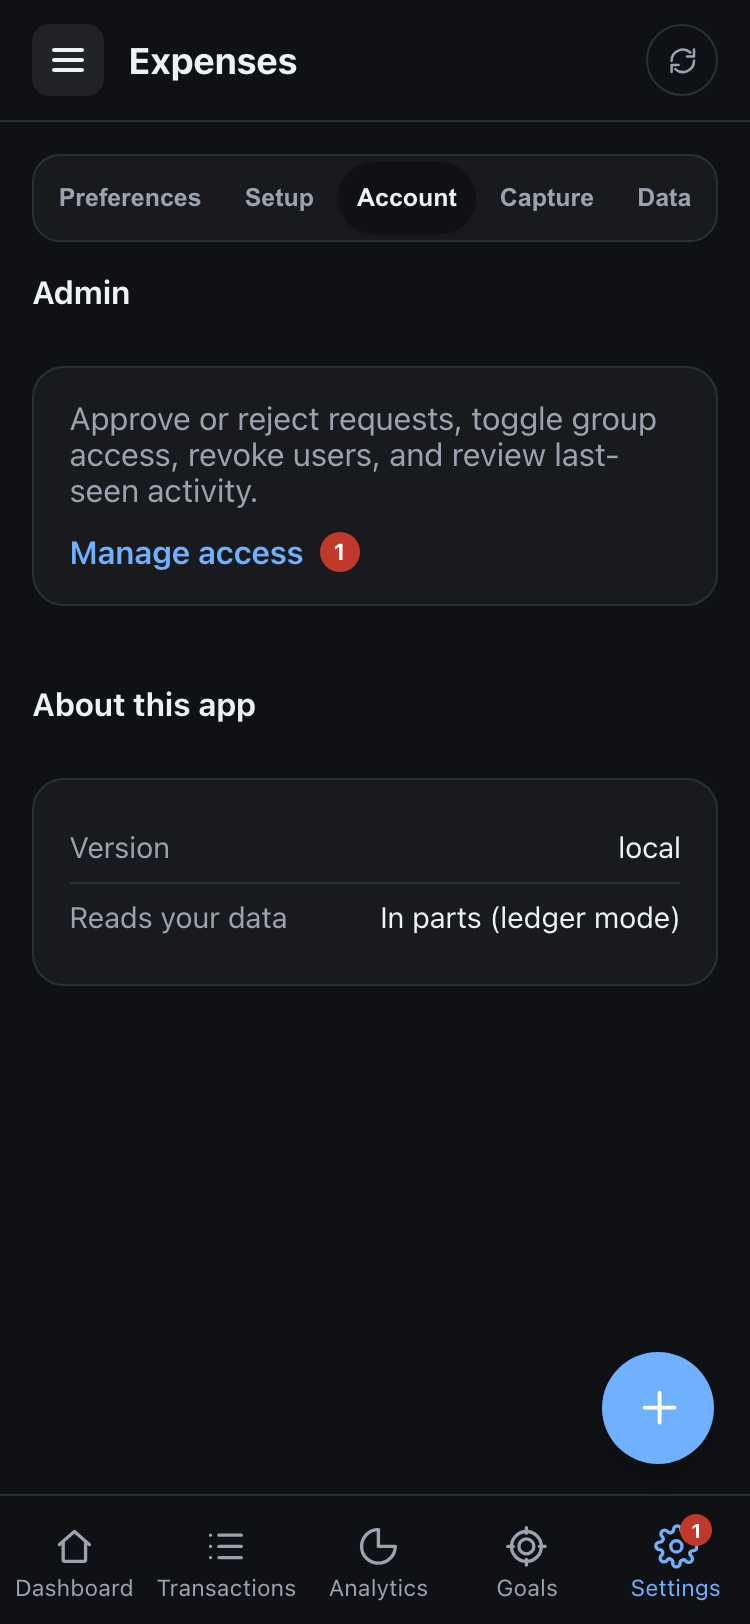 Expenses
Preferences Setup Account Capture Data
Admin
Approve or reject requests, toggle group
access, revoke users, and review last-
seen activity.
Manage access 1
About this app
Version local
Reads your data In parts (ledger mode)
1
Dashboard Transactions Analytics Goals Settings